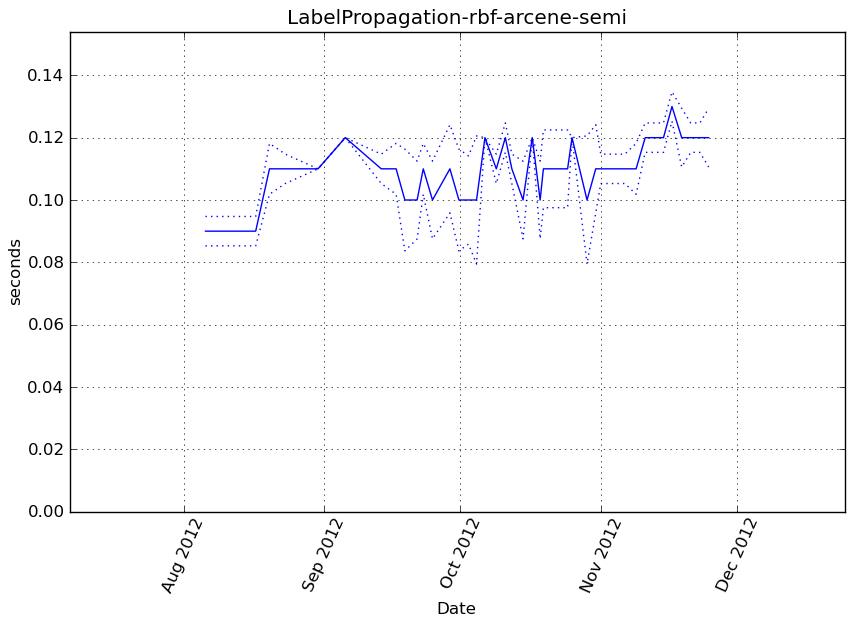 LabelPropagation-rbf-arcene-semi
0.14
0.12
0.10
0.08
0.06
0.04
0.02
0.00
seconds
Aug 2012
Sep 2012
Oct 2012
Nov 2012
Dec 2012
Date